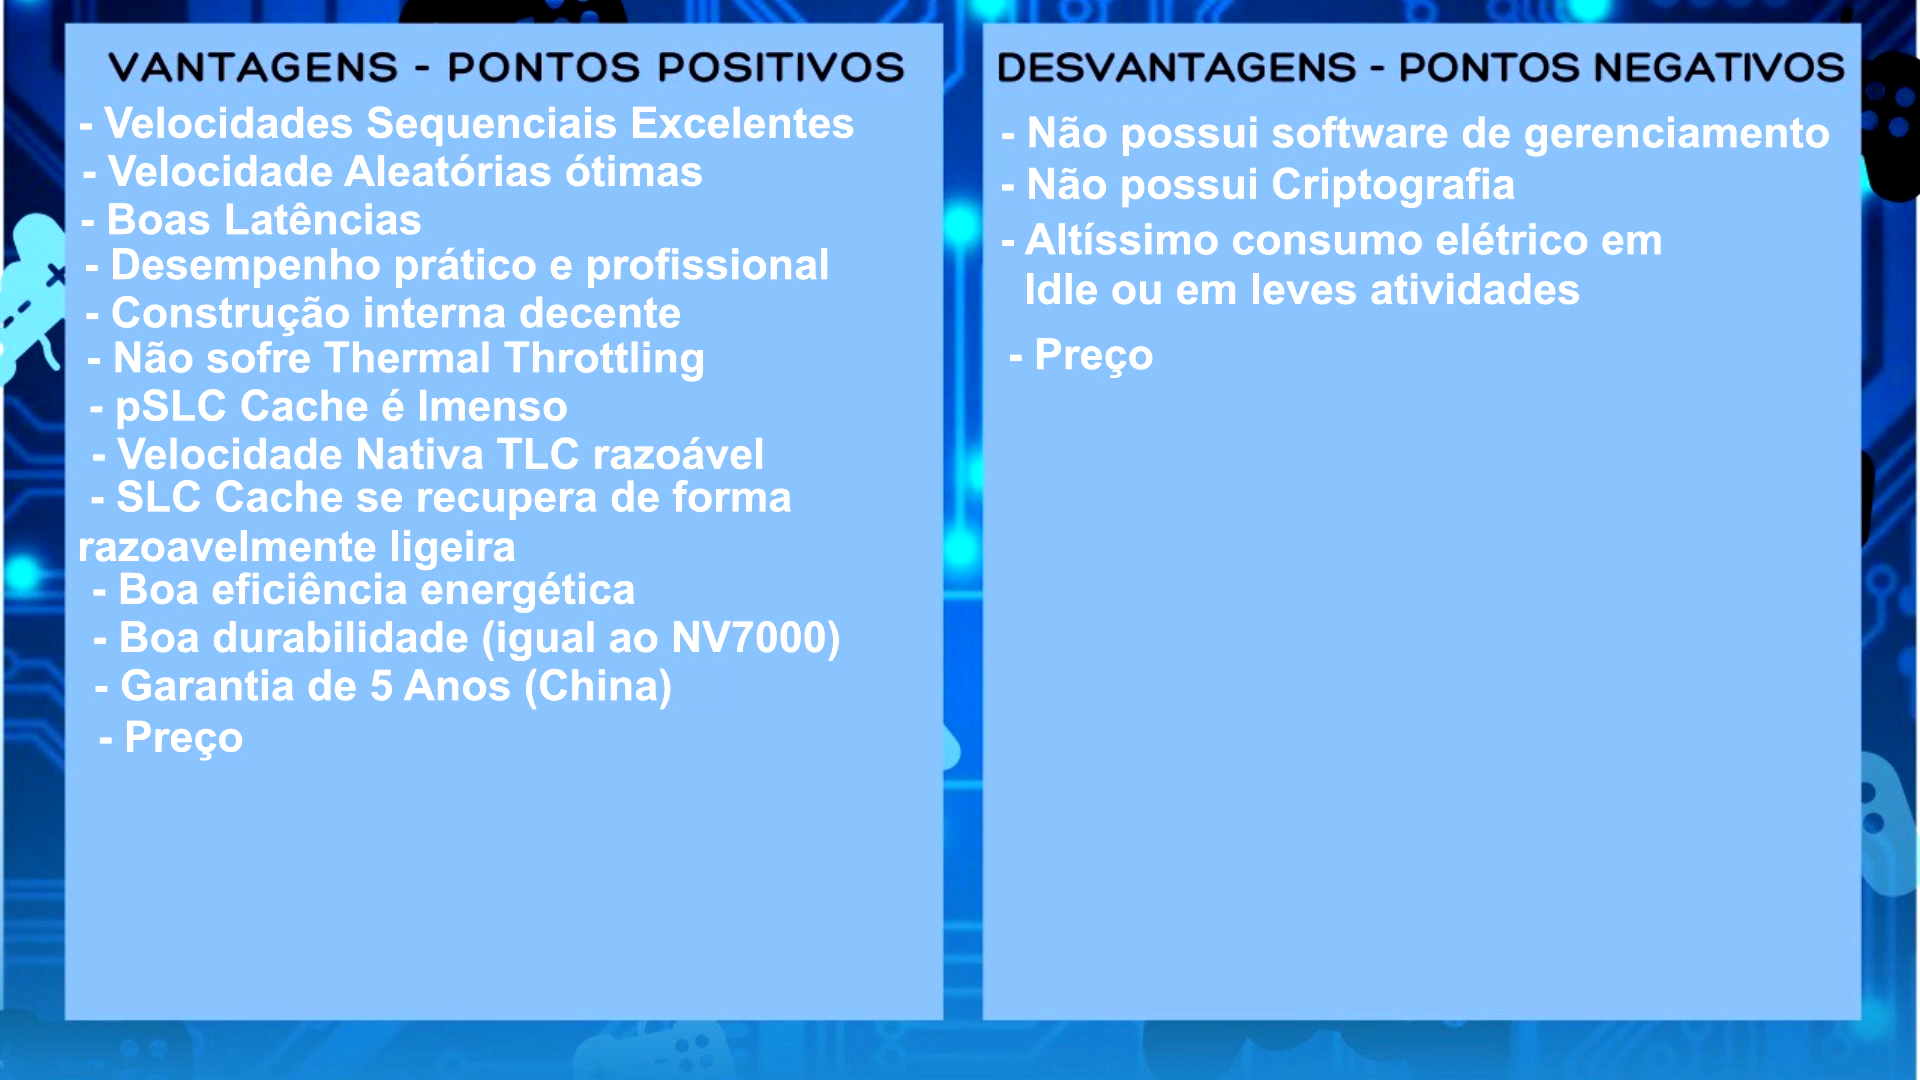 VANTAGENS - PONTOS POSITIVOS
- Velocidades Sequenciais Excelentes
- Velocidade Aleatórias ótimas
- Boas Latências
- Desempenho prático e profissional
- Construção interna decente
- Não sofre Thermal Throttling
- pSLC Cache é Imenso
- Velocidade Nativa TLC razoável
- SLC Cache se recupera de forma
razoavelmente ligeira
- Boa eficiência energética
- Boa durabilidade (igual ao NV7000)
- Garantia de 5 Anos (China)
- Preço
DESVANTAGENS - PONTOS NEGATIVOS
- Não possui software de gerenciamento
- Não possui Criptografia
- Altíssimo consumo elétrico em
Idle ou em leves atividades
- Preço